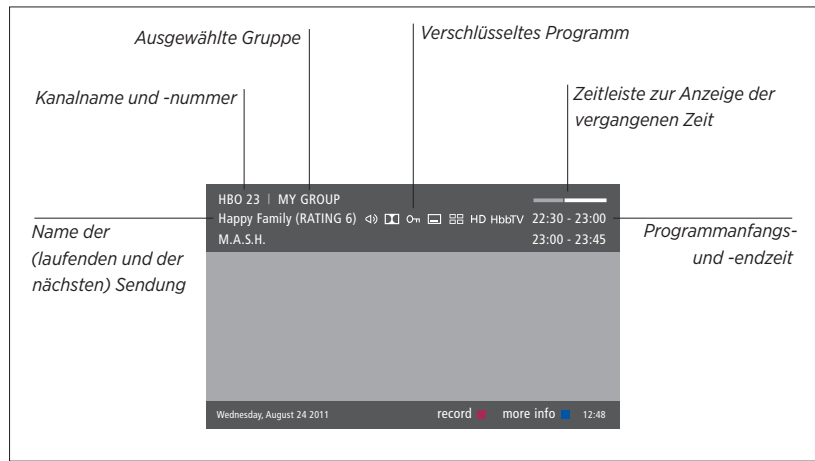 Ausgewählte Gruppe
Verschlüsseltes Programm
Kanalname und -nummer
Zeitleiste zur Anzeige der
vergangenen Zeit
HBO 23 | MY GROUP
Happy Family (RATING 6) HD HbbTV 22:30 - 23:00
M.A.S.H. 23:00 - 23:45
Name der
(laufenden und der
nächsten) Sendung
Programmanfangs-
und -endzeit
Wednesday, August 24 2011 record more info 12:48